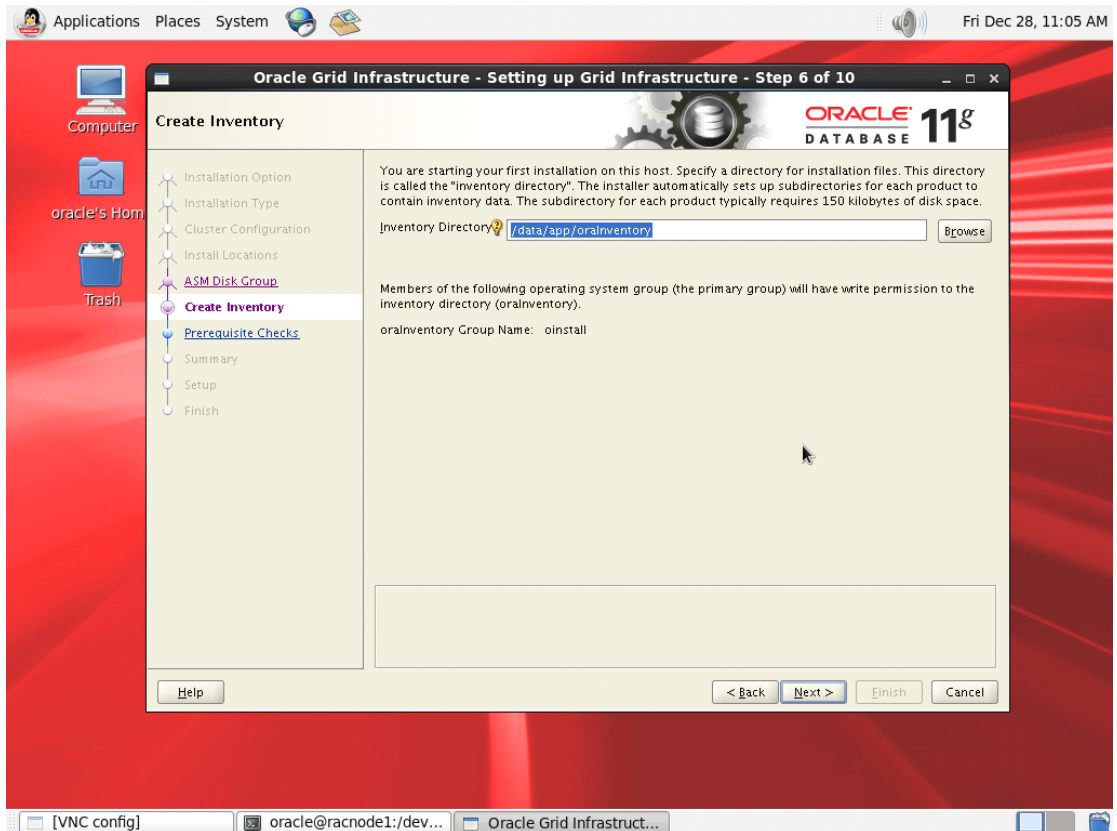 Applications Places System
Fri Dec 28, 11:05 AM
Computer
oracle's Hom
Trash
Oracle Grid Infrastructure - Setting up Grid Infrastructure - Step 6 of 10
Create Inventory
ORACLE
DATABASE
11g
Installation Option
Installation Type
Cluster Configuration
Install Locations
ASM Disk Group
Create Inventory
Prerequisite Checks
Summary
Setup
Finish
You are starting your first installation on this host. Specify a directory for installation files. This directory
is called the "inventory directory". The installer automatically sets up subdirectories for each product to
contain inventory data. The subdirectory for each product typically requires 150 kilobytes of disk space.
Inventory Directory /data/app/oraInventory Browse
Members of the following operating system group (the primary group) will have write permission to the
inventory directory (oraInventory).
oraInventory Group Name: oinstall
Help < Back Next > Finish Cancel
[VNC config] oracle@racnode1:/dev... Oracle Grid Infrastruct...